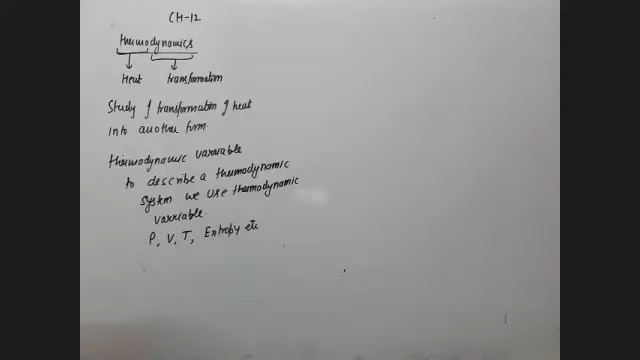 CH-12
thermodynamics
Heat transformation
Study of transformation of heat
into another form.
thermodynamic variable
to describe a thermodynamic
system we use thermodynamic
variable.
P, V, T, Entropy etc